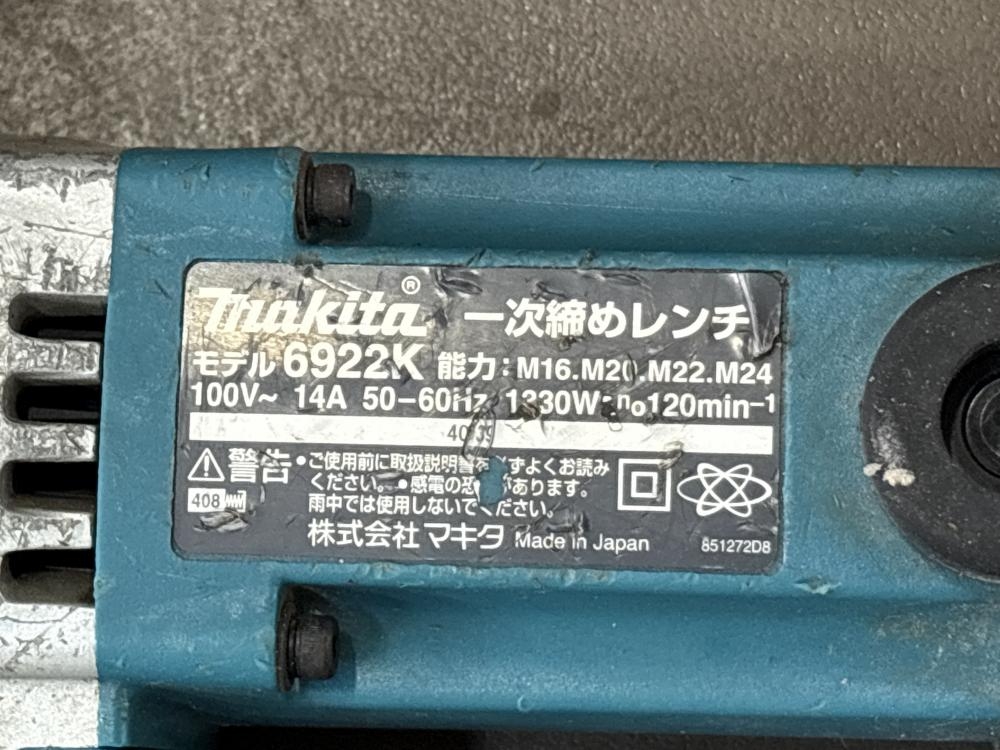 makita® 一次締めレンチ
モデル 6922K 能力:M16.M20.M22.M24
100V~ 14A 50-60Hz 1330W n₀120min-1
⚠警告 •ご使用前に取扱説明書を必ずよくお読み
ください。•感電の恐れがあります。
408 雨中では使用しないでください。
株式会社 マキタ Made in Japan 851272D8